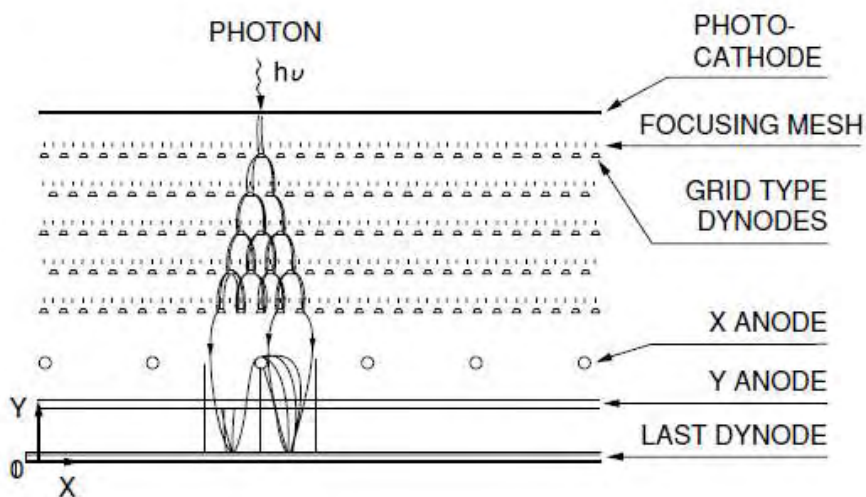 PHOTON
hν
PHOTO-
CATHODE
FOCUSING MESH
GRID TYPE
DYNODES
X ANODE
Y ANODE
LAST DYNODE
Y
0
X